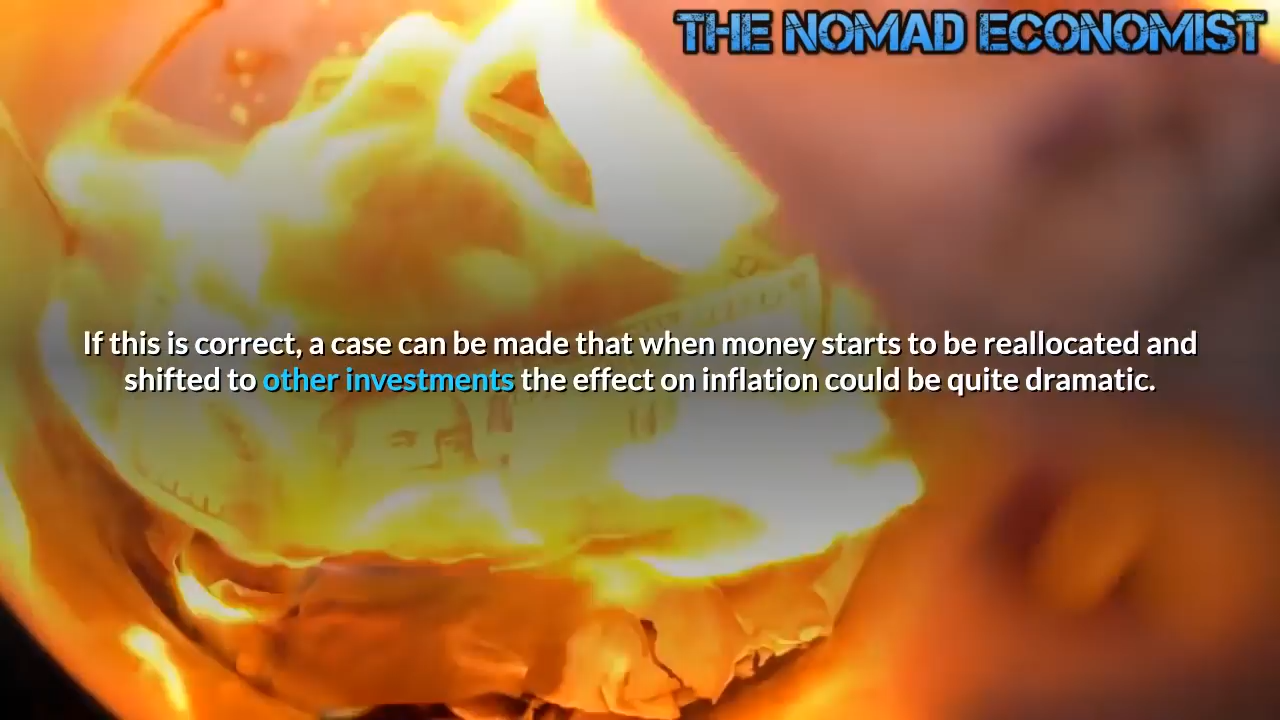 THE NOMAD ECONOMIST
If this is correct, a case can be made that when money starts to be reallocated and
shifted to other investments the effect on inflation could be quite dramatic.